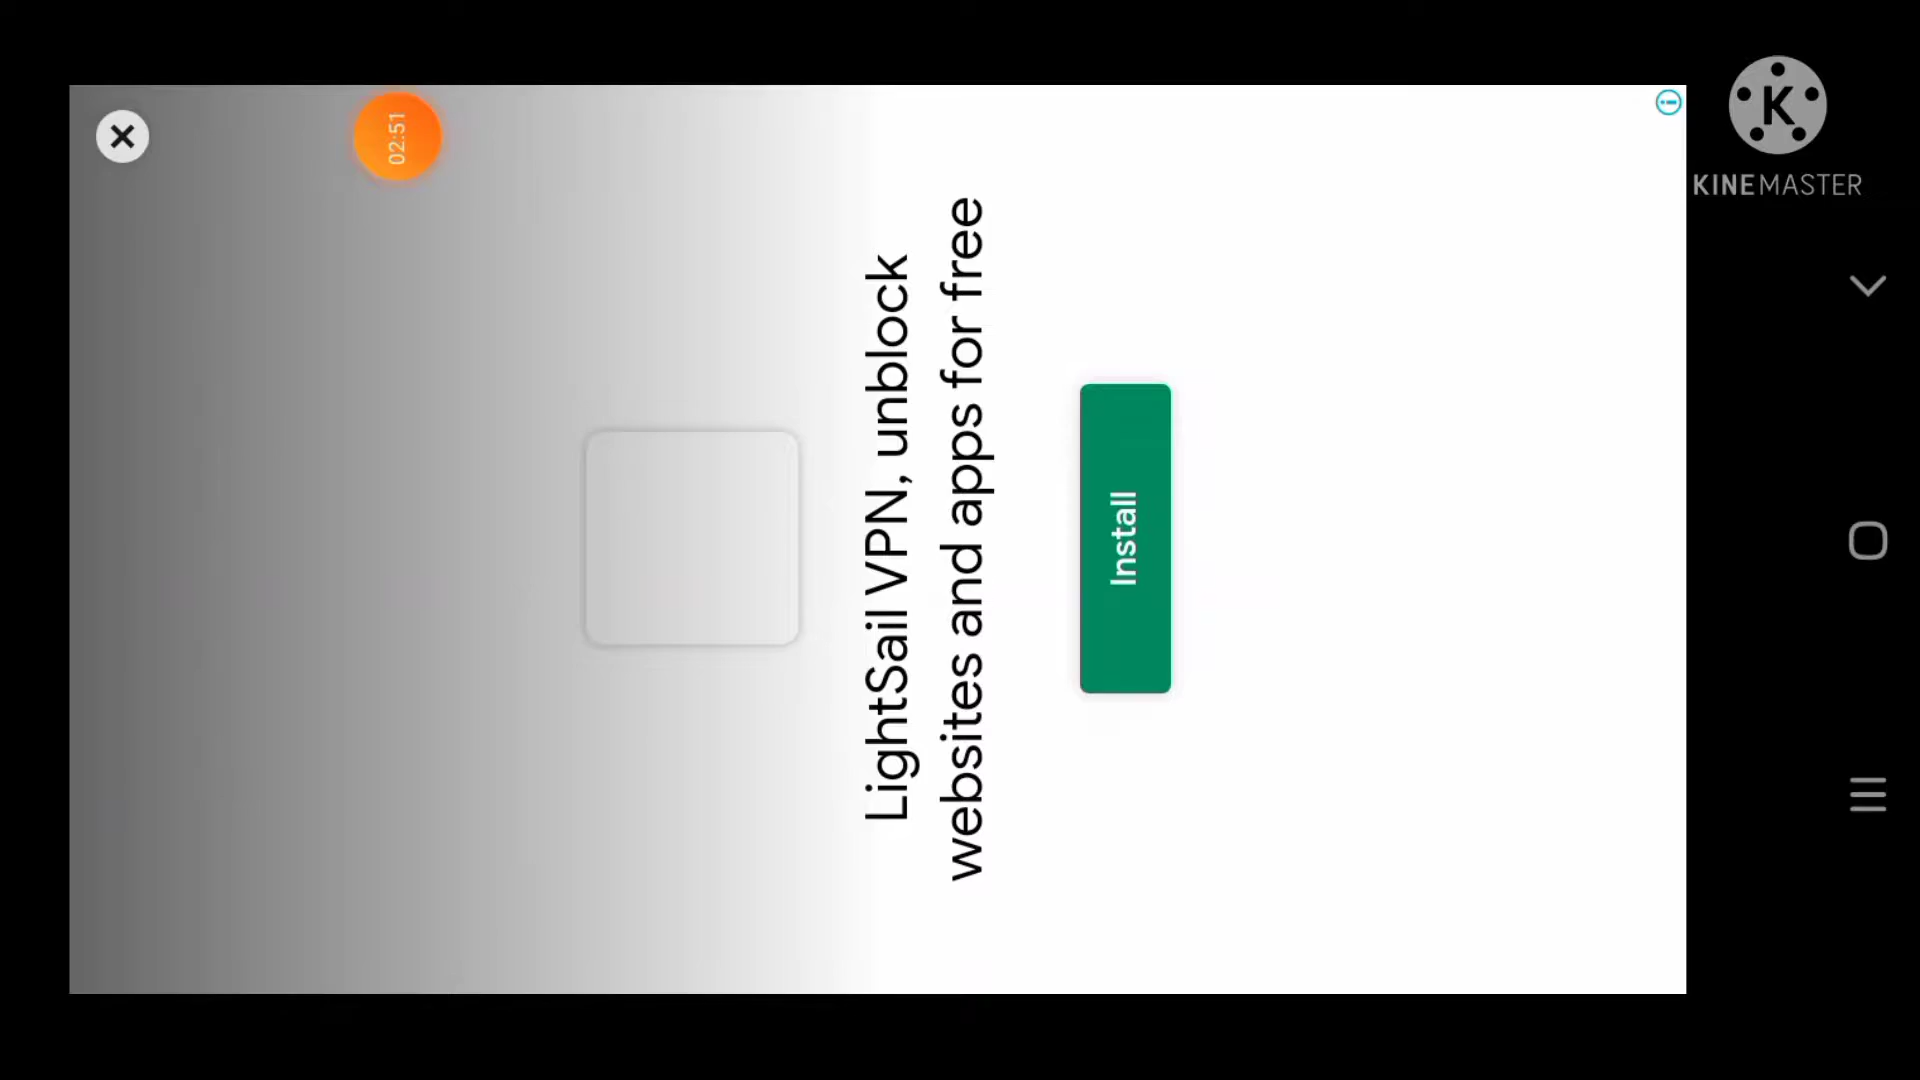 02:51
K
KINEMASTER
LightSail VPN, unblock
websites and apps for free
Install